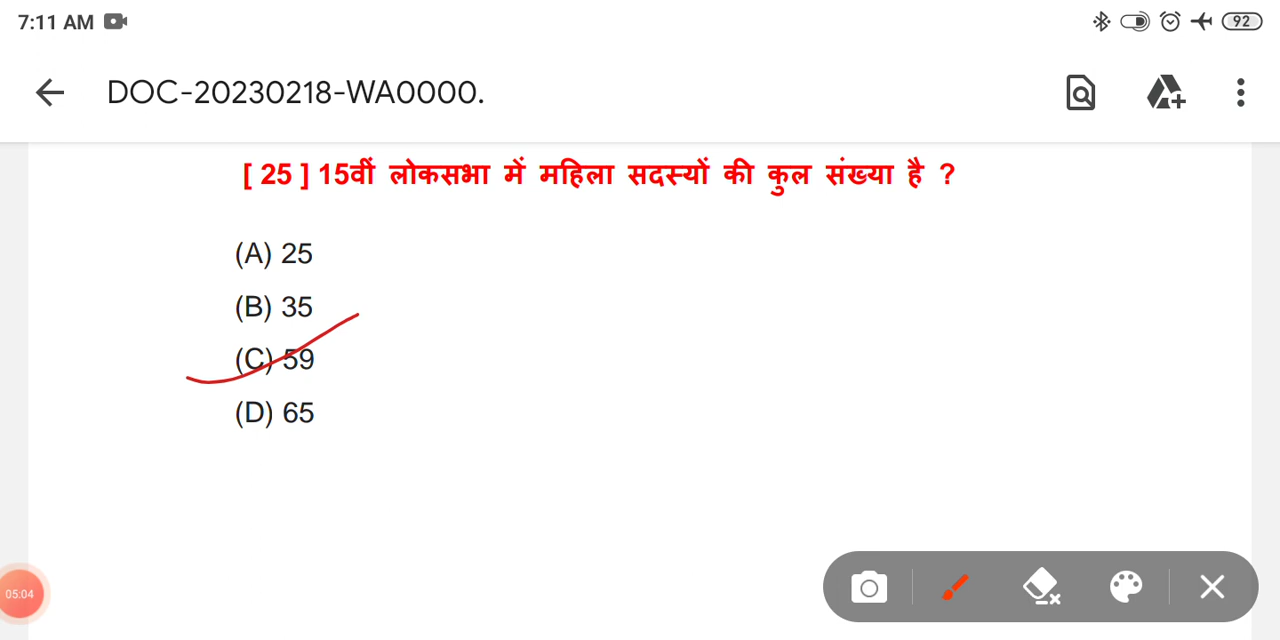 7:11 AM
92
DOC-20230218-WA0000.
[ 25 ] 15वीं लोकसभा में महिला सदस्यों की कुल संख्या है ?
(A) 25
(B) 35
(C) 59
(D) 65
05:04